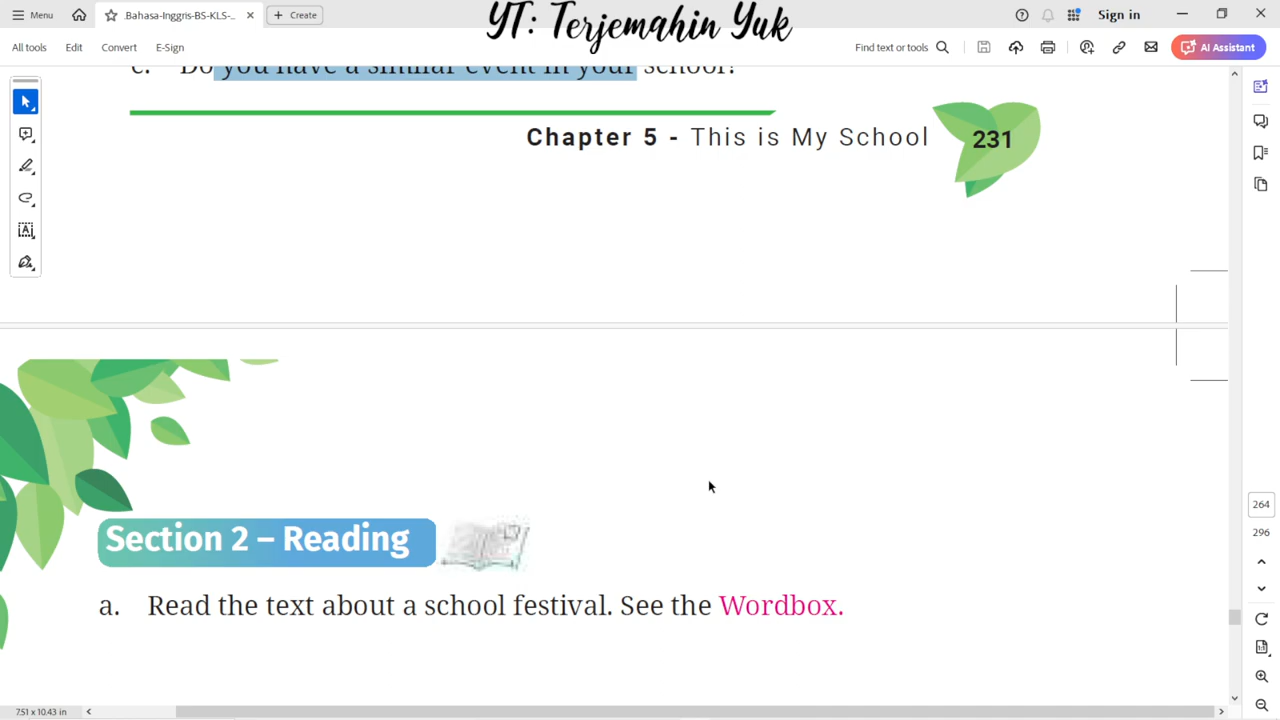 Menu
.Bahasa-Inggris-BS-KLS-...
Create
YT: Terjemahin Yuk
Sign in
All tools
Edit
Convert
E-Sign
Find text or tools
AI Assistant
c. Do you have a similar event in your school?
Chapter 5 - This is My School
231
Section 2 – Reading
a. Read the text about a school festival. See the Wordbox.
264
296
7.51 x 10.43 in